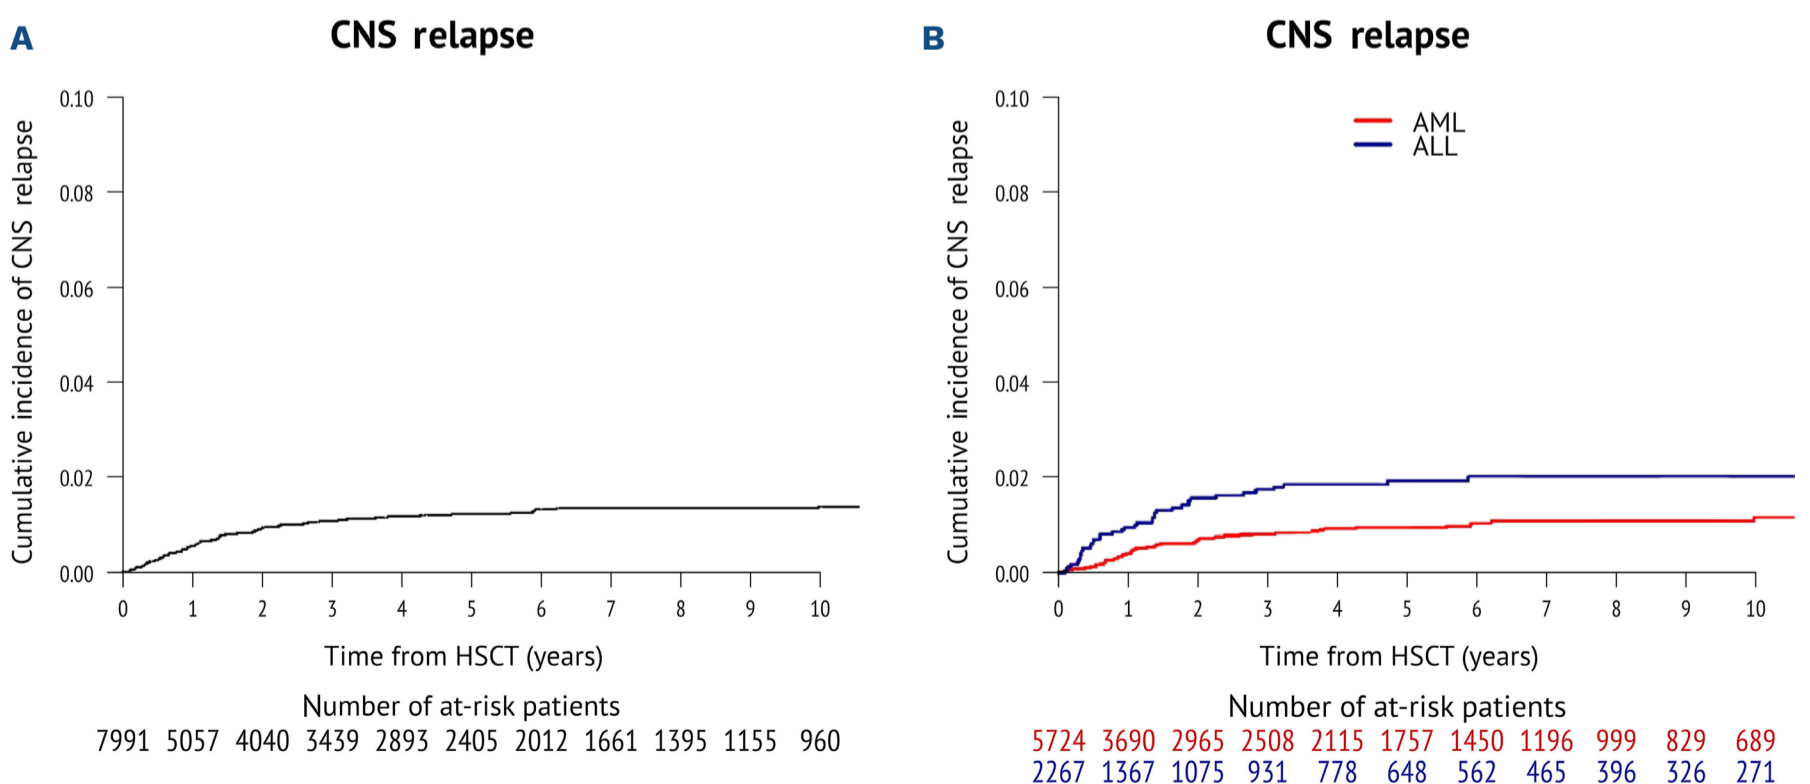 A
CNS relapse
Cumulative incidence of CNS relapse
0.10
0.08
0.06
0.04
0.02
0.00
0 1 2 3 4 5 6 7 8 9 10
Time from HSCT (years)
Number of at-risk patients
7991 5057 4040 3439 2893 2405 2012 1661 1395 1155 960
B
CNS relapse
Cumulative incidence of CNS relapse
0.10
0.08
0.06
0.04
0.02
0.00
AML
ALL
0 1 2 3 4 5 6 7 8 9 10
Time from HSCT (years)
Number of at-risk patients
5724 3690 2965 2508 2115 1757 1450 1196 999 829 689
2267 1367 1075 931 778 648 562 465 396 326 271